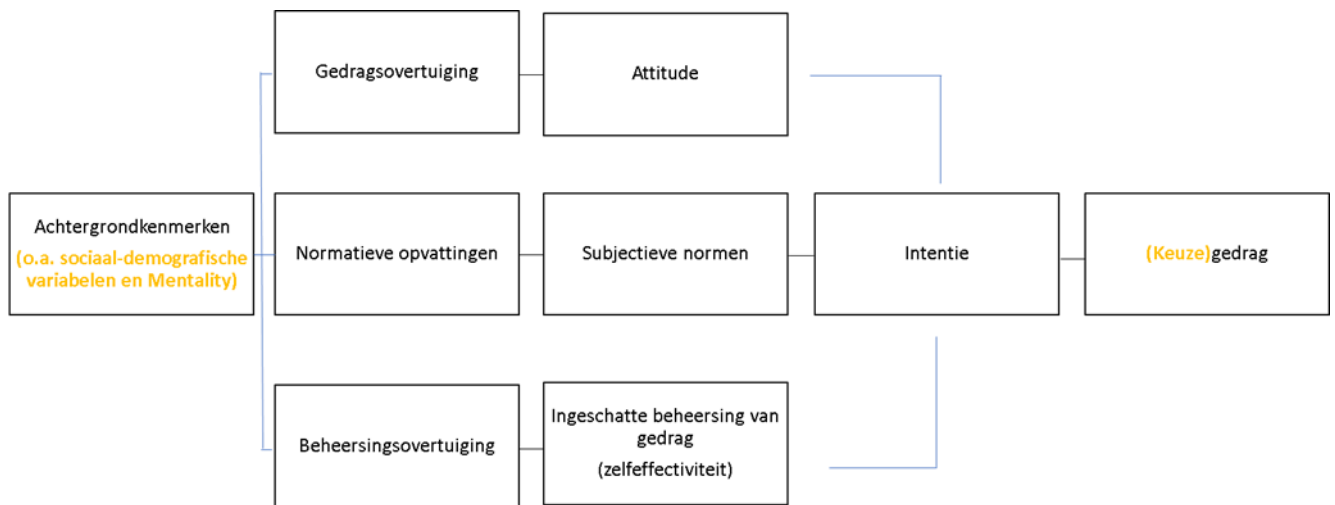 Gedragsovertuiging
Attitude
Achtergrondkenmerken
(o.a. sociaal-demografische
variabelen en Mentality)
Normatieve opvattingen
Subjectieve normen
Intentie
(Keuze)gedrag
Beheersingsovertuiging
Ingeschatte beheersing van
gedrag
(zelfeffectiviteit)